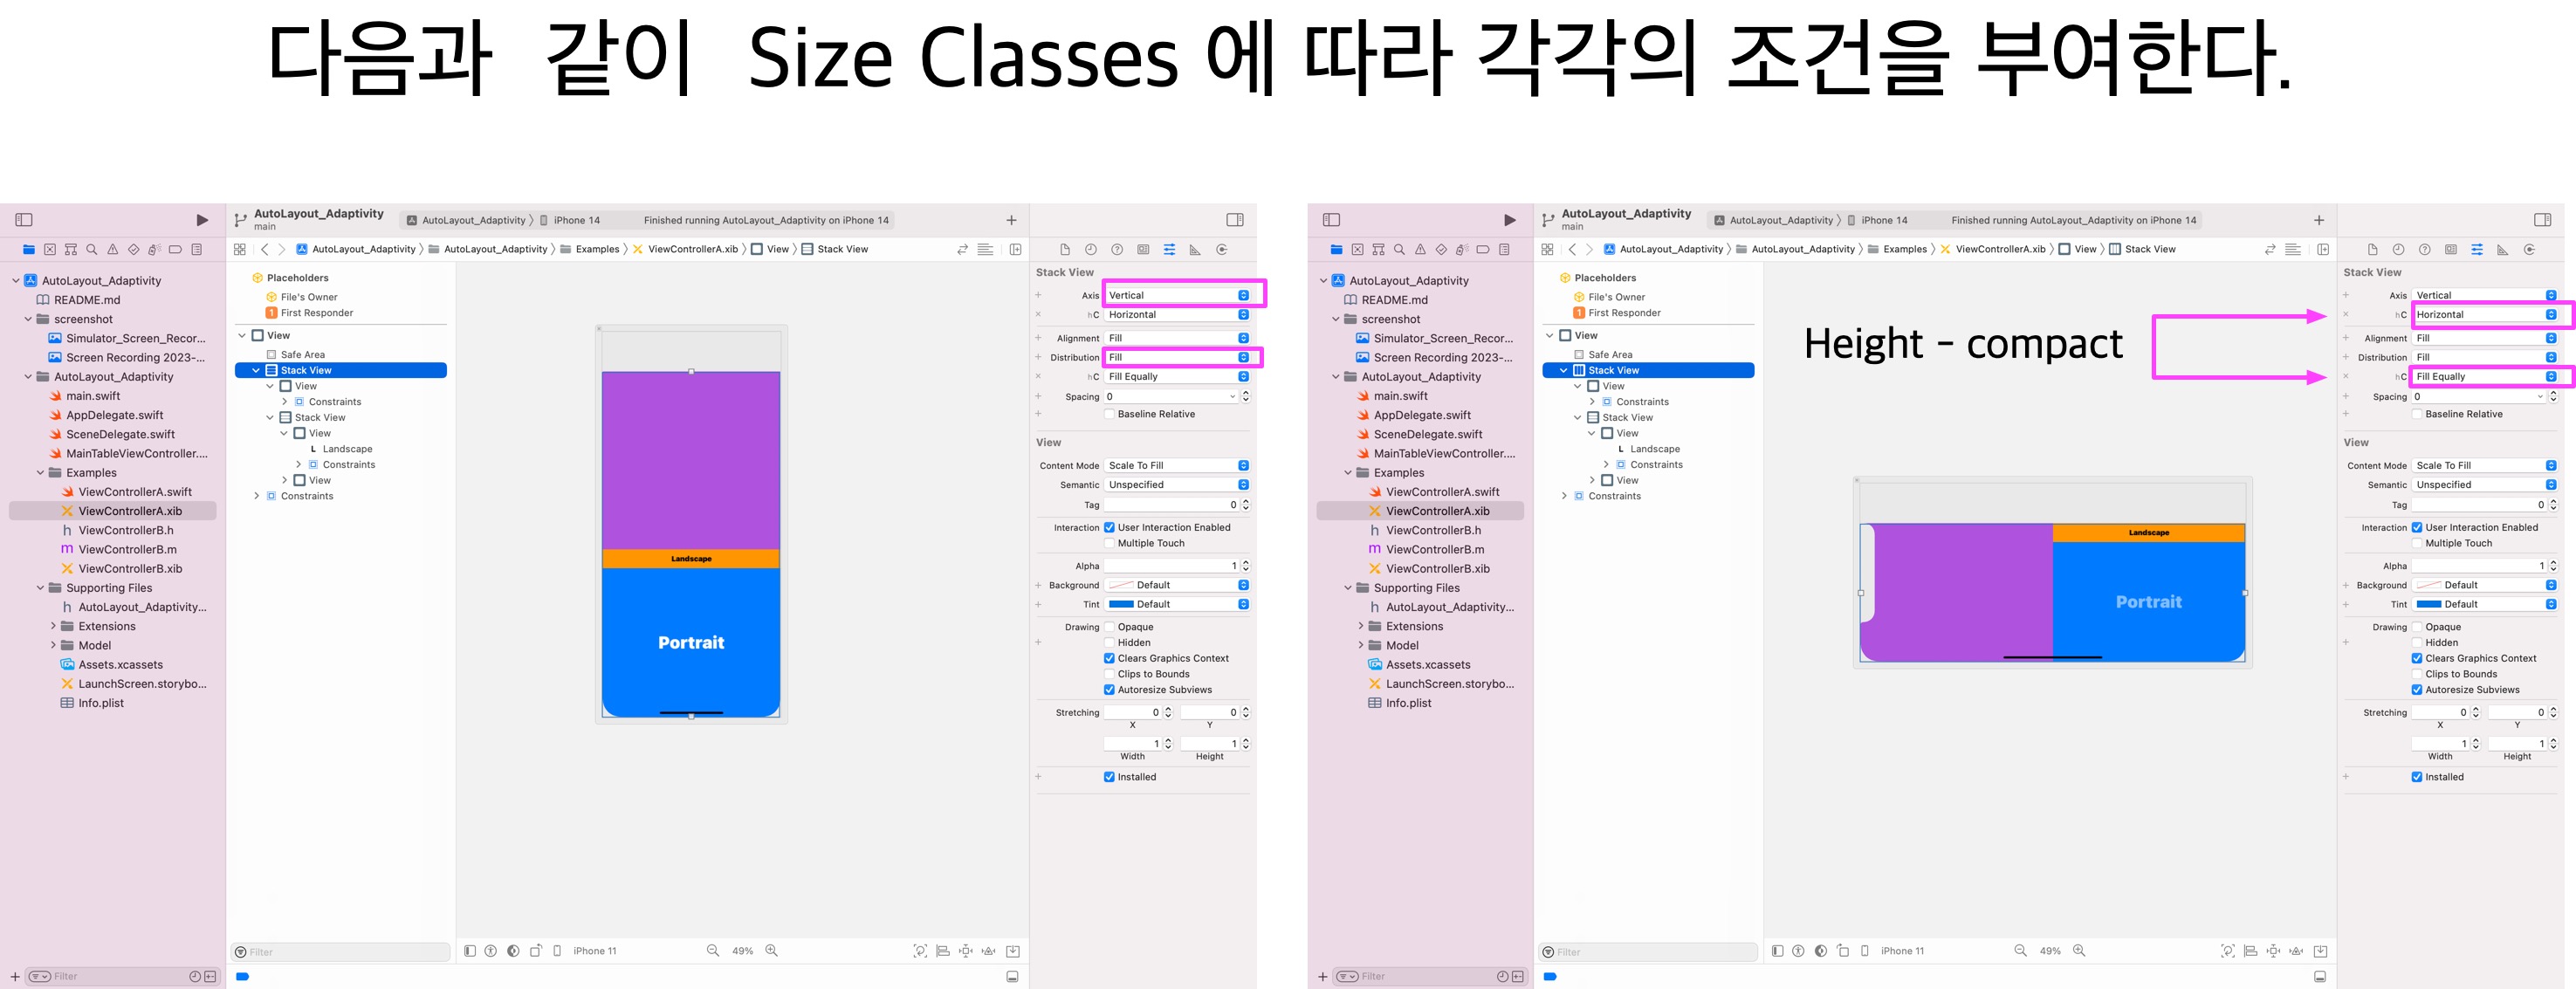 다음과 같이 Size Classes 에 따라 각각의 조건을 부여한다.
AutoLayout_Adaptivity
main
AutoLayout_Adaptivity 〉 iPhone 14
Finished running AutoLayout_Adaptivity on iPhone 14
AutoLayout_Adaptivity 〉 AutoLayout_Adaptivity 〉 Examples 〉 ViewControllerA.xib 〉 View 〉 Stack View
AutoLayout_Adaptivity
README.md
screenshot
Simulator_Screen_Recor...
Screen Recording 2023-...
AutoLayout_Adaptivity
main.swift
AppDelegate.swift
SceneDelegate.swift
MainTableViewController....
Examples
ViewControllerA.swift
ViewControllerA.xib
ViewControllerB.h
ViewControllerB.m
ViewControllerB.xib
Supporting Files
AutoLayout_Adaptivity...
Extensions
Model
Assets.xcassets
LaunchScreen.storybo...
Info.plist
Filter
Placeholders
File's Owner
First Responder
View
Safe Area
Stack View
View
Constraints
Stack View
View
Landscape
Constraints
View
Constraints
Filter
Landscape
Portrait
iPhone 11
49%
Stack View
Axis Vertical
hC Horizontal
Alignment Fill
Distribution Fill
hC Fill Equally
Spacing 0
Baseline Relative
View
Content Mode Scale To Fill
Semantic Unspecified
Tag 0
Interaction User Interaction Enabled
Multiple Touch
Alpha 1
Background Default
Tint Default
Drawing Opaque
Hidden
Clears Graphics Context
Clips to Bounds
Autoresize Subviews
Stretching 0 0
X Y
1 1
Width Height
Installed
AutoLayout_Adaptivity
main
AutoLayout_Adaptivity 〉 iPhone 14
Finished running AutoLayout_Adaptivity on iPhone 14
AutoLayout_Adaptivity 〉 AutoLayout_Adaptivity 〉 Examples 〉 ViewControllerA.xib 〉 View 〉 Stack View
AutoLayout_Adaptivity
README.md
screenshot
Simulator_Screen_Recor...
Screen Recording 2023-...
AutoLayout_Adaptivity
main.swift
AppDelegate.swift
SceneDelegate.swift
MainTableViewController....
Examples
ViewControllerA.swift
ViewControllerA.xib
ViewControllerB.h
ViewControllerB.m
ViewControllerB.xib
Supporting Files
AutoLayout_Adaptivity...
Extensions
Model
Assets.xcassets
LaunchScreen.storybo...
Info.plist
Filter
Placeholders
File's Owner
First Responder
View
Safe Area
Stack View
View
Constraints
Stack View
View
Landscape
Constraints
View
Constraints
Filter
Height - compact
Landscape
Portrait
iPhone 11
49%
Stack View
Axis Vertical
hC Horizontal
Alignment Fill
Distribution Fill
hC Fill Equally
Spacing 0
Baseline Relative
View
Content Mode Scale To Fill
Semantic Unspecified
Tag 0
Interaction User Interaction Enabled
Multiple Touch
Alpha 1
Background Default
Tint Default
Drawing Opaque
Hidden
Clears Graphics Context
Clips to Bounds
Autoresize Subviews
Stretching 0 0
X Y
1 1
Width Height
Installed